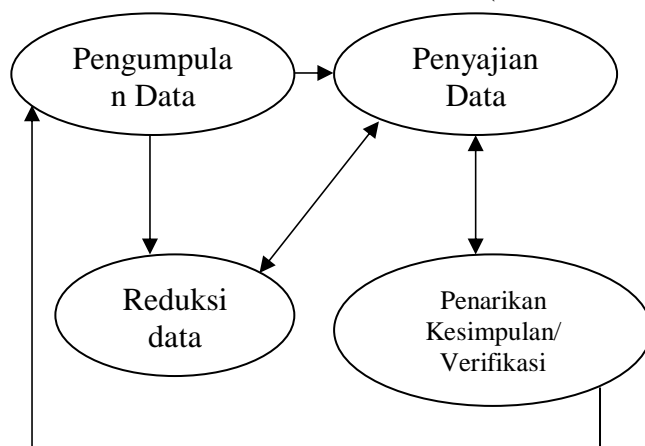 Pengumpula
n Data
Penyajian
Data
Reduksi
data
Penarikan
Kesimpulan/
Verifikasi